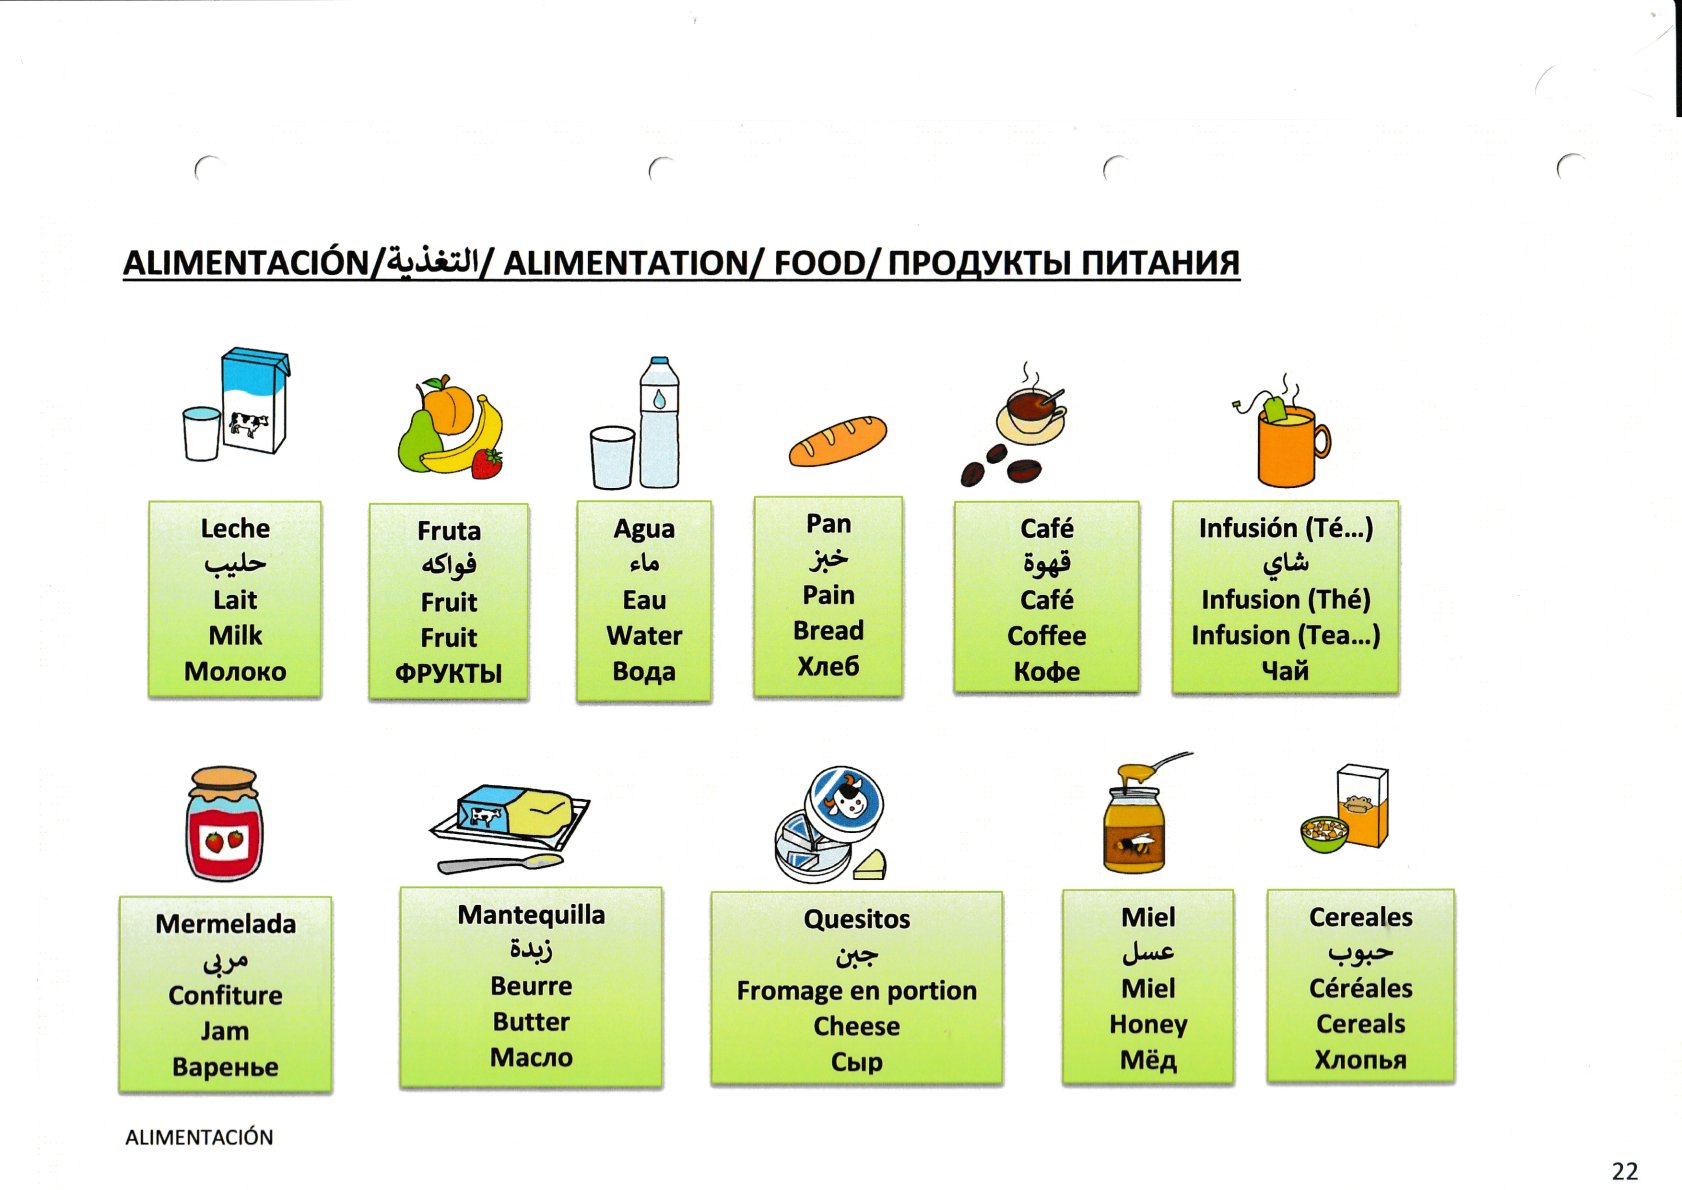 ALIMENTACIÓN/التغذية/ ALIMENTATION/ FOOD/ ПРОДУКТЫ ПИТАНИЯ
Leche
حليب
Lait
Milk
Молоко
Fruta
فواكه
Fruit
Fruit
ФРУКТЫ
Agua
ماء
Eau
Water
Вода
Pan
خبز
Pain
Bread
Хлеб
Café
قهوة
Café
Coffee
Кофе
Infusión (Té...)
شاي
Infusion (Thé)
Infusion (Tea...)
Чай
Mermelada
مربى
Confiture
Jam
Варенье
Mantequilla
زبدة
Beurre
Butter
Масло
Quesitos
جبن
Fromage en portion
Cheese
Сыр
Miel
عسل
Miel
Honey
Мёд
Cereales
حبوب
Céréales
Cereals
Хлопья
ALIMENTACIÓN
22